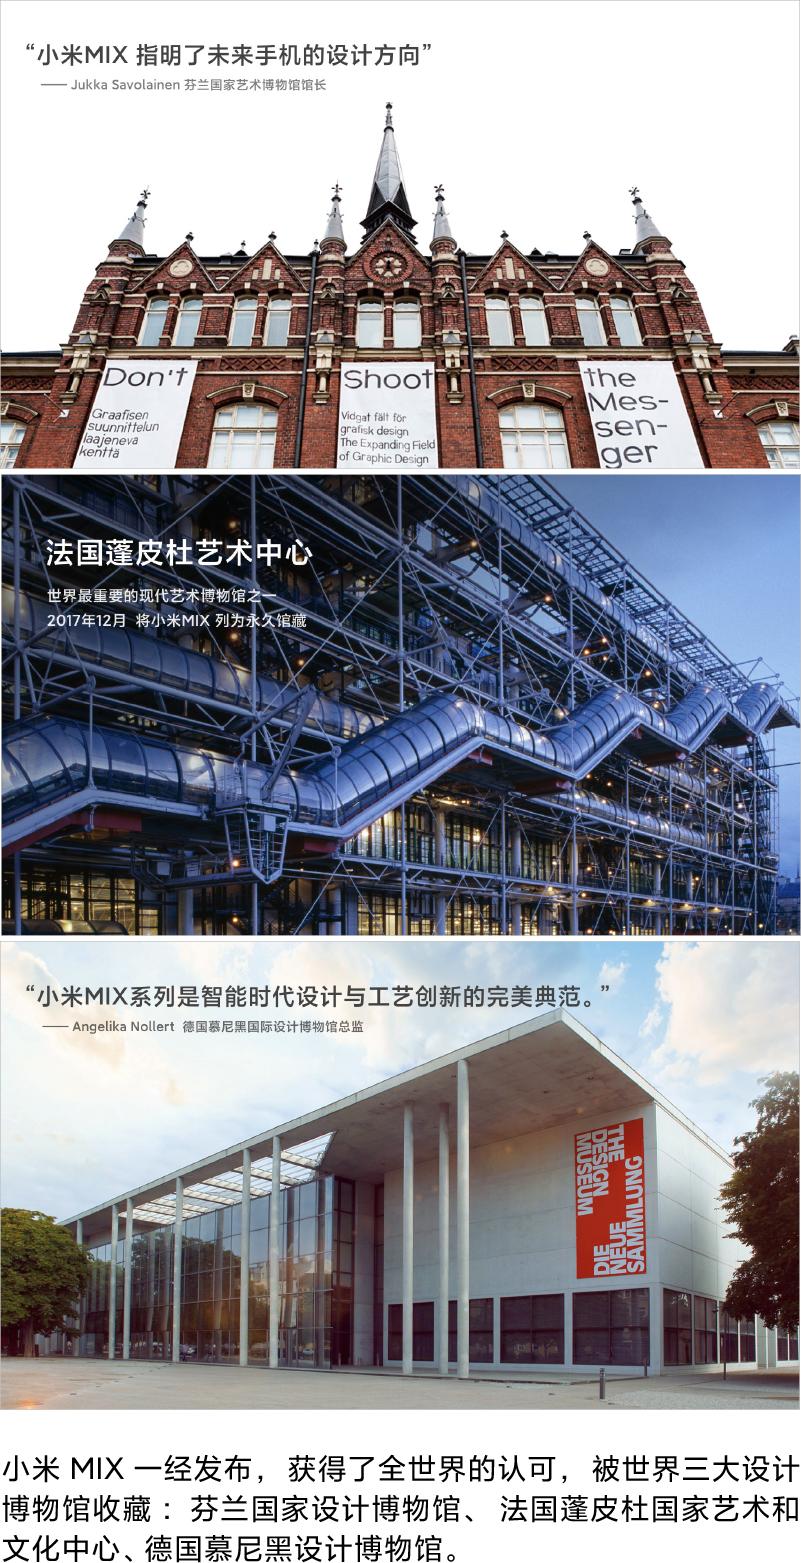 “小米MIX 指明了未来手机的设计方向”
—— Jukka Savolainen 芬兰国家艺术博物馆馆长
Don't
Graafisen
suunnittelun
laajeneva
kenttä
Shoot
Vidgat fält för
grafisk design
The Expanding Field
of Graphic Design
the
Mes-
sen-
ger
法国蓬皮杜艺术中心
世界最重要的现代艺术博物馆之一
2017年12月 将小米MIX 列为永久馆藏
“小米MIX系列是智能时代设计与工艺创新的完美典范。”
—— Angelika Nollert 德国慕尼黑国际设计博物馆总监
THE
DESIGN
MUSEUM
DIE
NEUE
SAMMLUNG
小米 MIX 一经发布，获得了全世界的认可，被世界三大设计
博物馆收藏：芬兰国家设计博物馆、法国蓬皮杜国家艺术和
文化中心、德国慕尼黑设计博物馆。